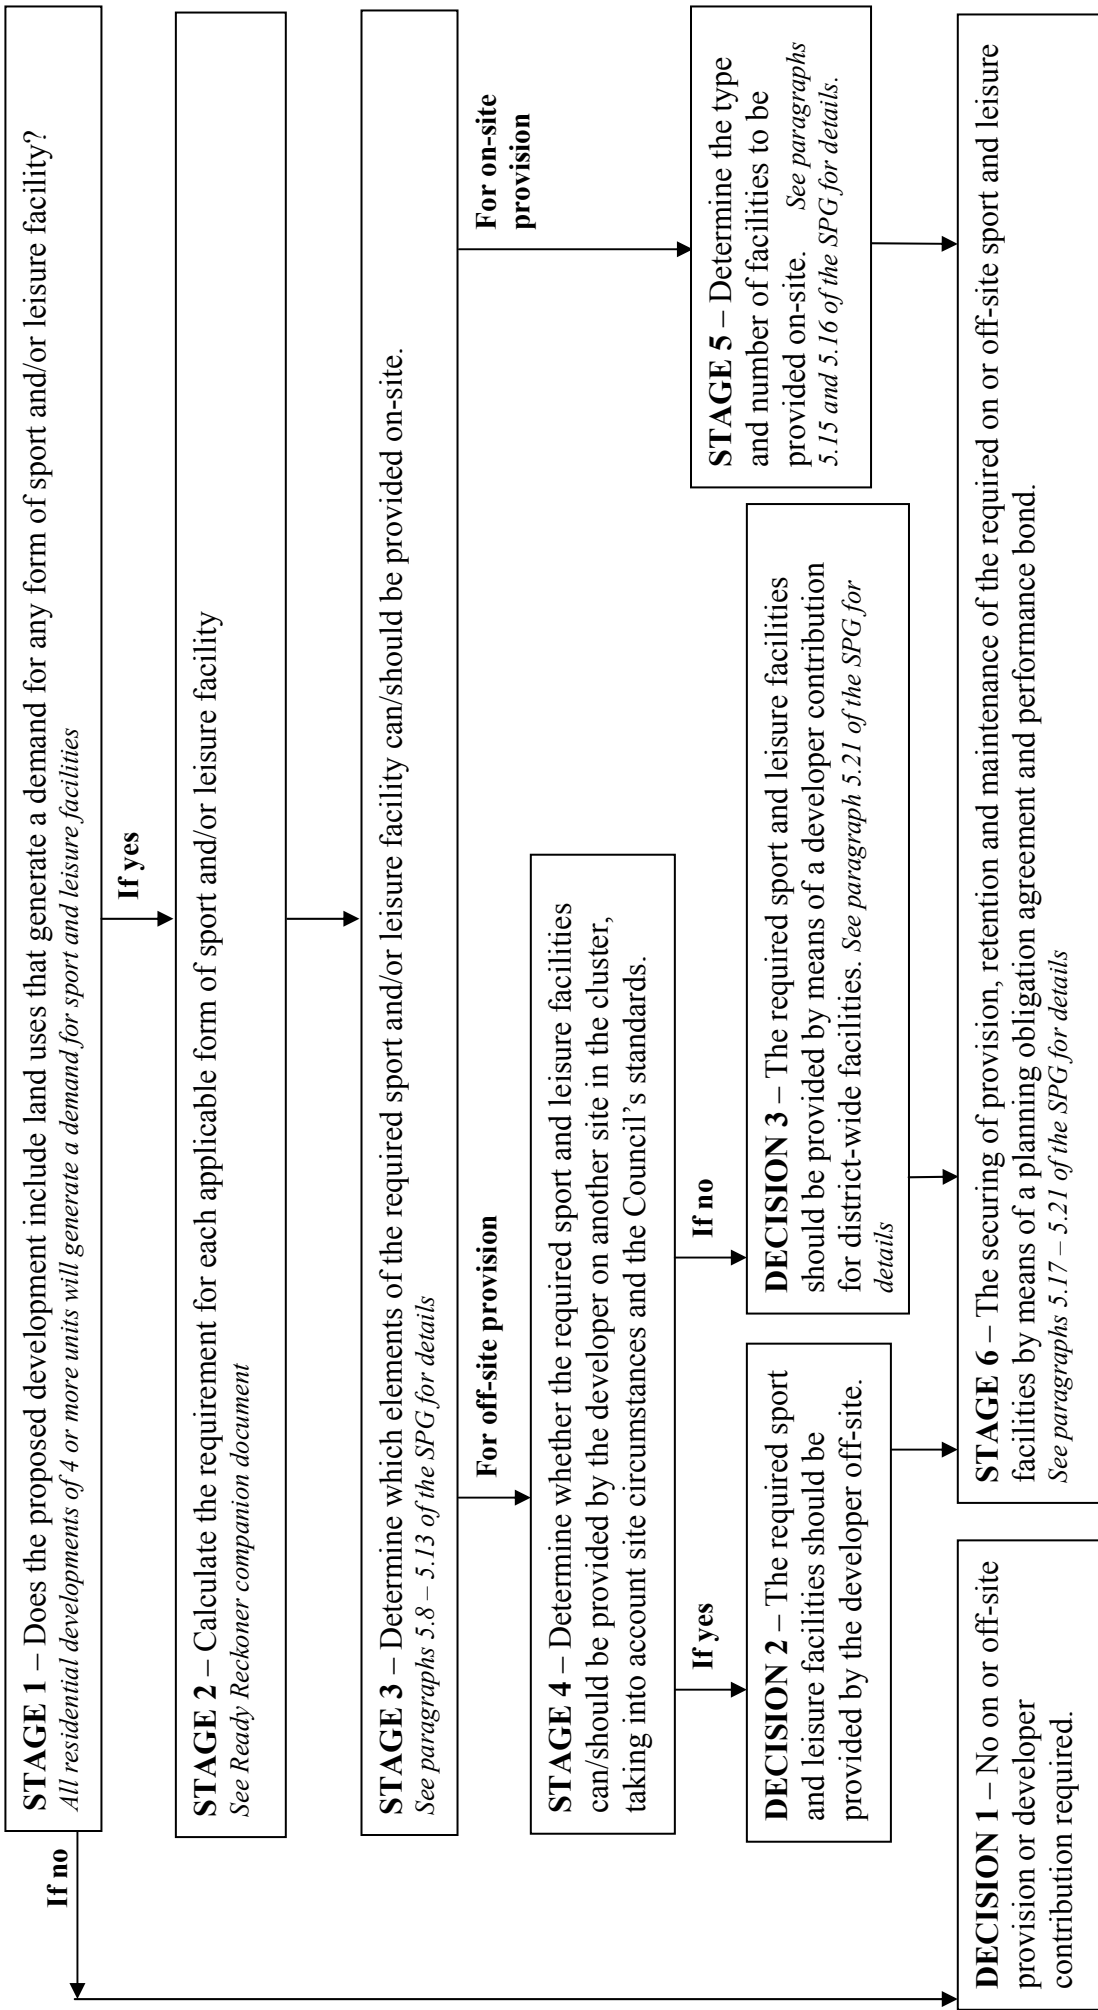 STAGE 1 – Does the proposed development include land uses that generate a demand for any form of sport and/or leisure facility?
All residential developments of 4 or more units will generate a demand for sport and leisure facilities
If no
If yes
STAGE 2 – Calculate the requirement for each applicable form of sport and/or leisure facility
See Ready Reckoner companion document
STAGE 3 – Determine which elements of the required sport and/or leisure facility can/should be provided on-site.
See paragraphs 5.8 – 5.13 of the SPG for details
For off-site provision
For on-site
provision
STAGE 4 – Determine whether the required sport and leisure facilities
can/should be provided by the developer on another site in the cluster,
taking into account site circumstances and the Council's standards.
If yes
If no
STAGE 5 – Determine the type
and number of facilities to be
provided on-site. See paragraphs
5.15 and 5.16 of the SPG for details.
DECISION 2 – The required sport
and leisure facilities should be
provided by the developer off-site.
DECISION 3 – The required sport and leisure facilities
should be provided by means of a developer contribution
for district-wide facilities. See paragraph 5.21 of the SPG for
details
DECISION 1 – No on or off-site
provision or developer
contribution required.
STAGE 6 – The securing of provision, retention and maintenance of the required on or off-site sport and leisure
facilities by means of a planning obligation agreement and performance bond.
See paragraphs 5.17 – 5.21 of the SPG for details